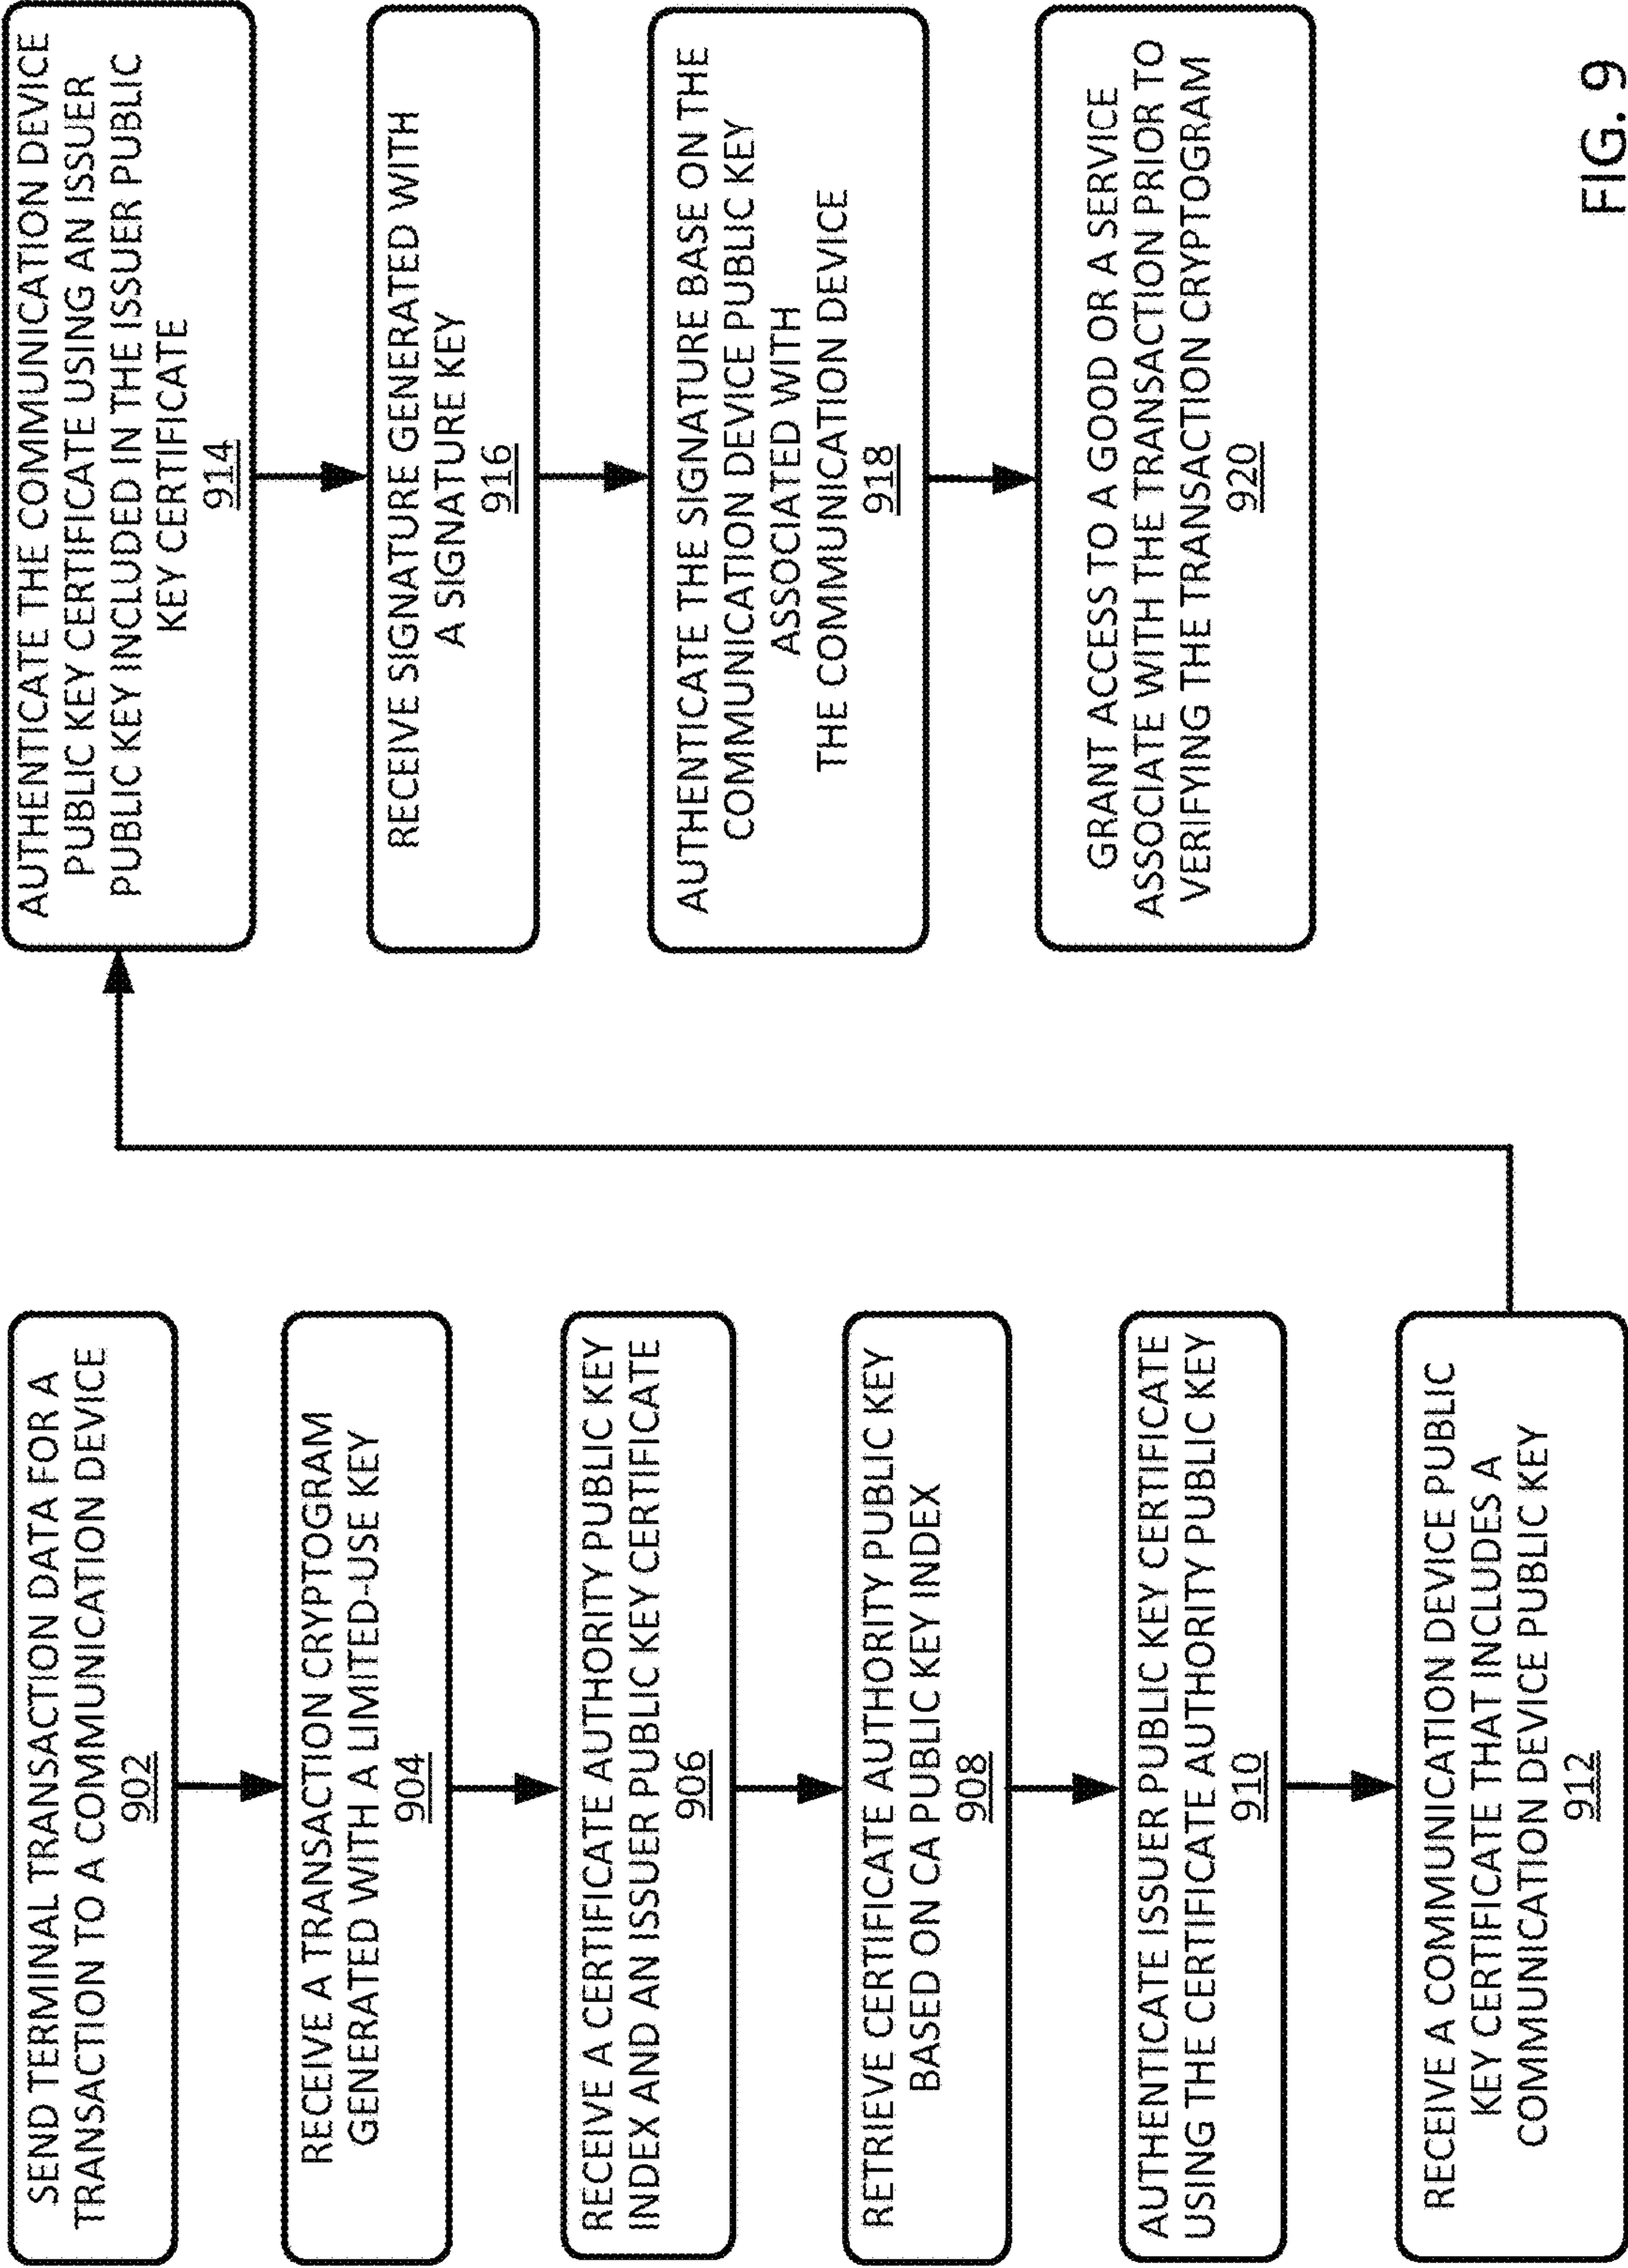 SEND TERMINAL TRANSACTION DATA FOR A
TRANSACTION TO A COMMUNICATION DEVICE
902
RECEIVE A TRANSACTION CRYPTOGRAM
GENERATED WITH A LIMITED-USE KEY
904
RECEIVE A CERTIFICATE AUTHORITY PUBLIC KEY
INDEX AND AN ISSUER PUBLIC KEY CERTIFICATE
906
RETRIEVE CERTIFICATE AUTHORITY PUBLIC KEY
BASED ON CA PUBLIC KEY INDEX
908
AUTHENTICATE ISSUER PUBLIC KEY CERTIFICATE
USING THE CERTIFICATE AUTHORITY PUBLIC KEY
910
RECEIVE A COMMUNICATION DEVICE PUBLIC
KEY CERTIFICATE THAT INCLUDES A
COMMUNICATION DEVICE PUBLIC KEY
912
AUTHENTICATE THE COMMUNICATION DEVICE
PUBLIC KEY CERTIFICATE USING AN ISSUER
PUBLIC KEY INCLUDED IN THE ISSUER PUBLIC
KEY CERTIFICATE
914
RECEIVE SIGNATURE GENERATED WITH
A SIGNATURE KEY
916
AUTHENTICATE THE SIGNATURE BASE ON THE
COMMUNICATION DEVICE PUBLIC KEY
ASSOCIATED WITH
THE COMMUNICATION DEVICE
918
GRANT ACCESS TO A GOOD OR A SERVICE
ASSOCIATE WITH THE TRANSACTION PRIOR TO
VERIFYING THE TRANSACTION CRYPTOGRAM
920
FIG. 9